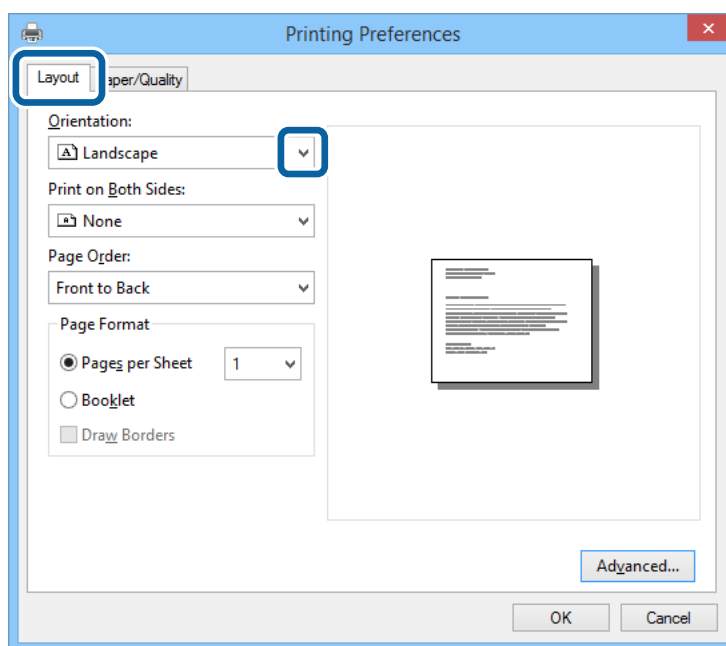 Printing Preferences
Layout
aper/Quality
Orientation:
A Landscape
Print on Both Sides:
None
Page Order:
Front to Back
Page Format
Pages per Sheet 1
Booklet
Draw Borders
Advanced...
OK Cancel